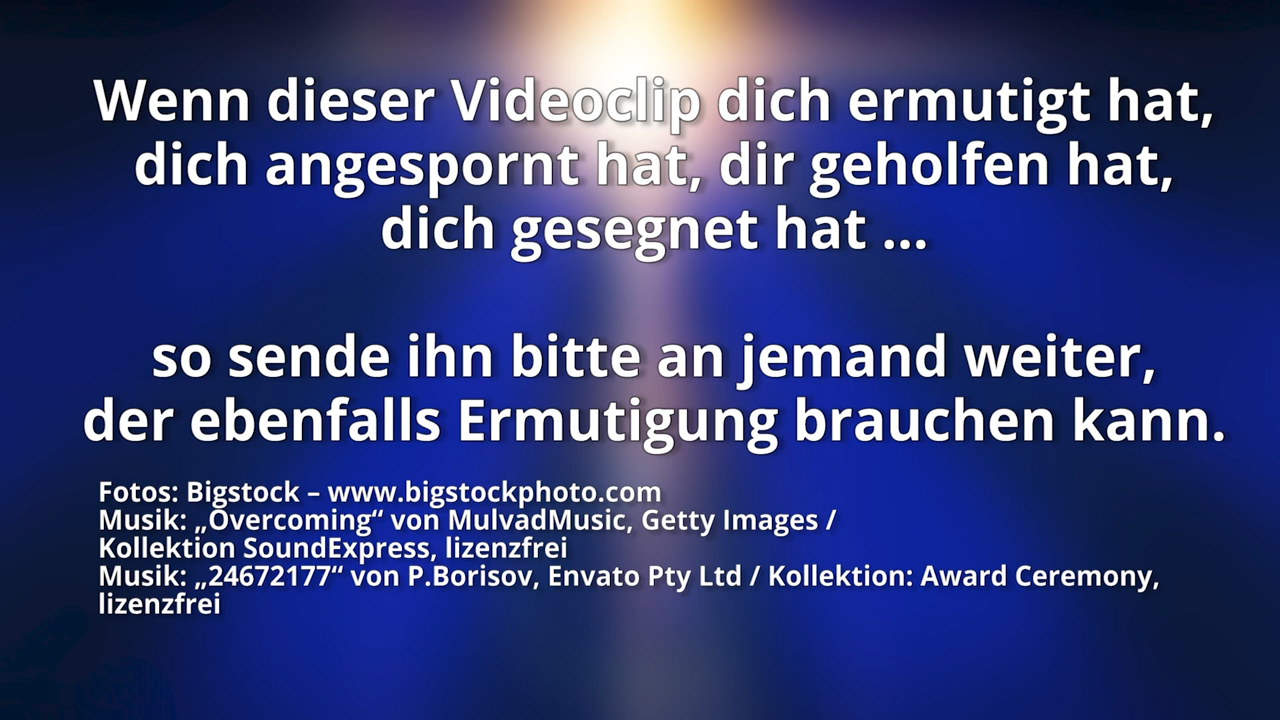 Wenn dieser Videoclip dich ermutigt hat,
dich angespornt hat, dir geholfen hat,
dich gesegnet hat ...
so sende ihn bitte an jemand weiter,
der ebenfalls Ermutigung brauchen kann.
Fotos: Bigstock – www.bigstockphoto.com
Musik: „Overcoming“ von MulvadMusic, Getty Images /
Kollektion SoundExpress, lizenzfrei
Musik: „24672177“ von P.Borisov, Envato Pty Ltd / Kollektion: Award Ceremony,
lizenzfrei